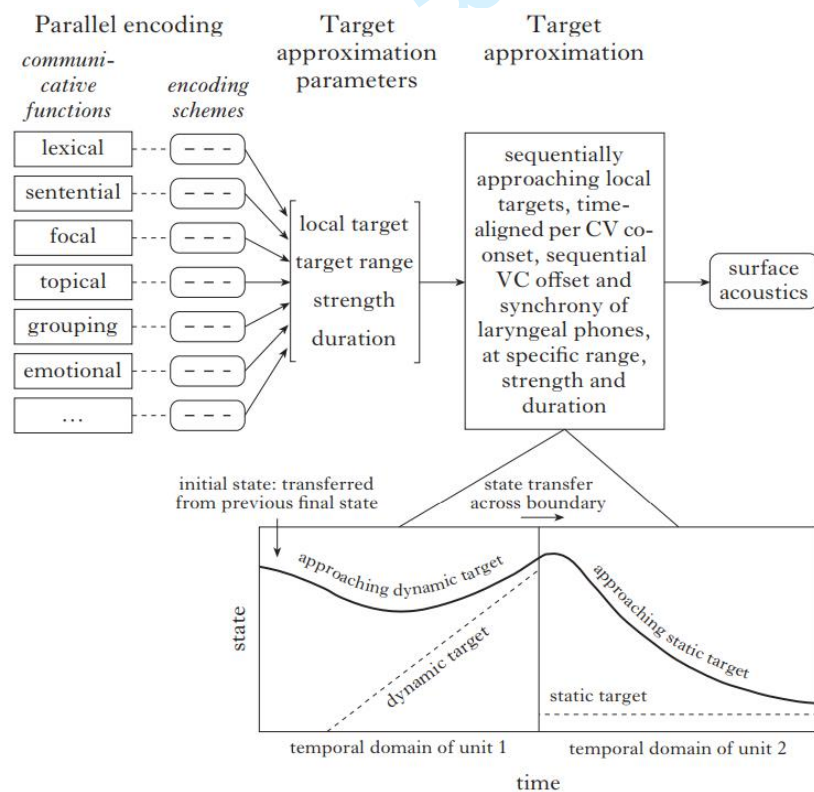 Parallel encoding
communi-
cative
functions
encoding
schemes
Target
approximation
parameters
Target
approximation
lexical
sentential
focal
topical
grouping
emotional
...
local target
target range
strength
duration
sequentially
approaching local
targets, time-
aligned per CV co-
onset, sequential
VC offset and
synchrony of
laryngeal phones,
at specific range,
strength and
duration
surface
acoustics
initial state: transferred
from previous final state
state transfer
across boundary
approaching dynamic target
dynamic target
approaching static target
static target
state
temporal domain of unit 1
temporal domain of unit 2
time